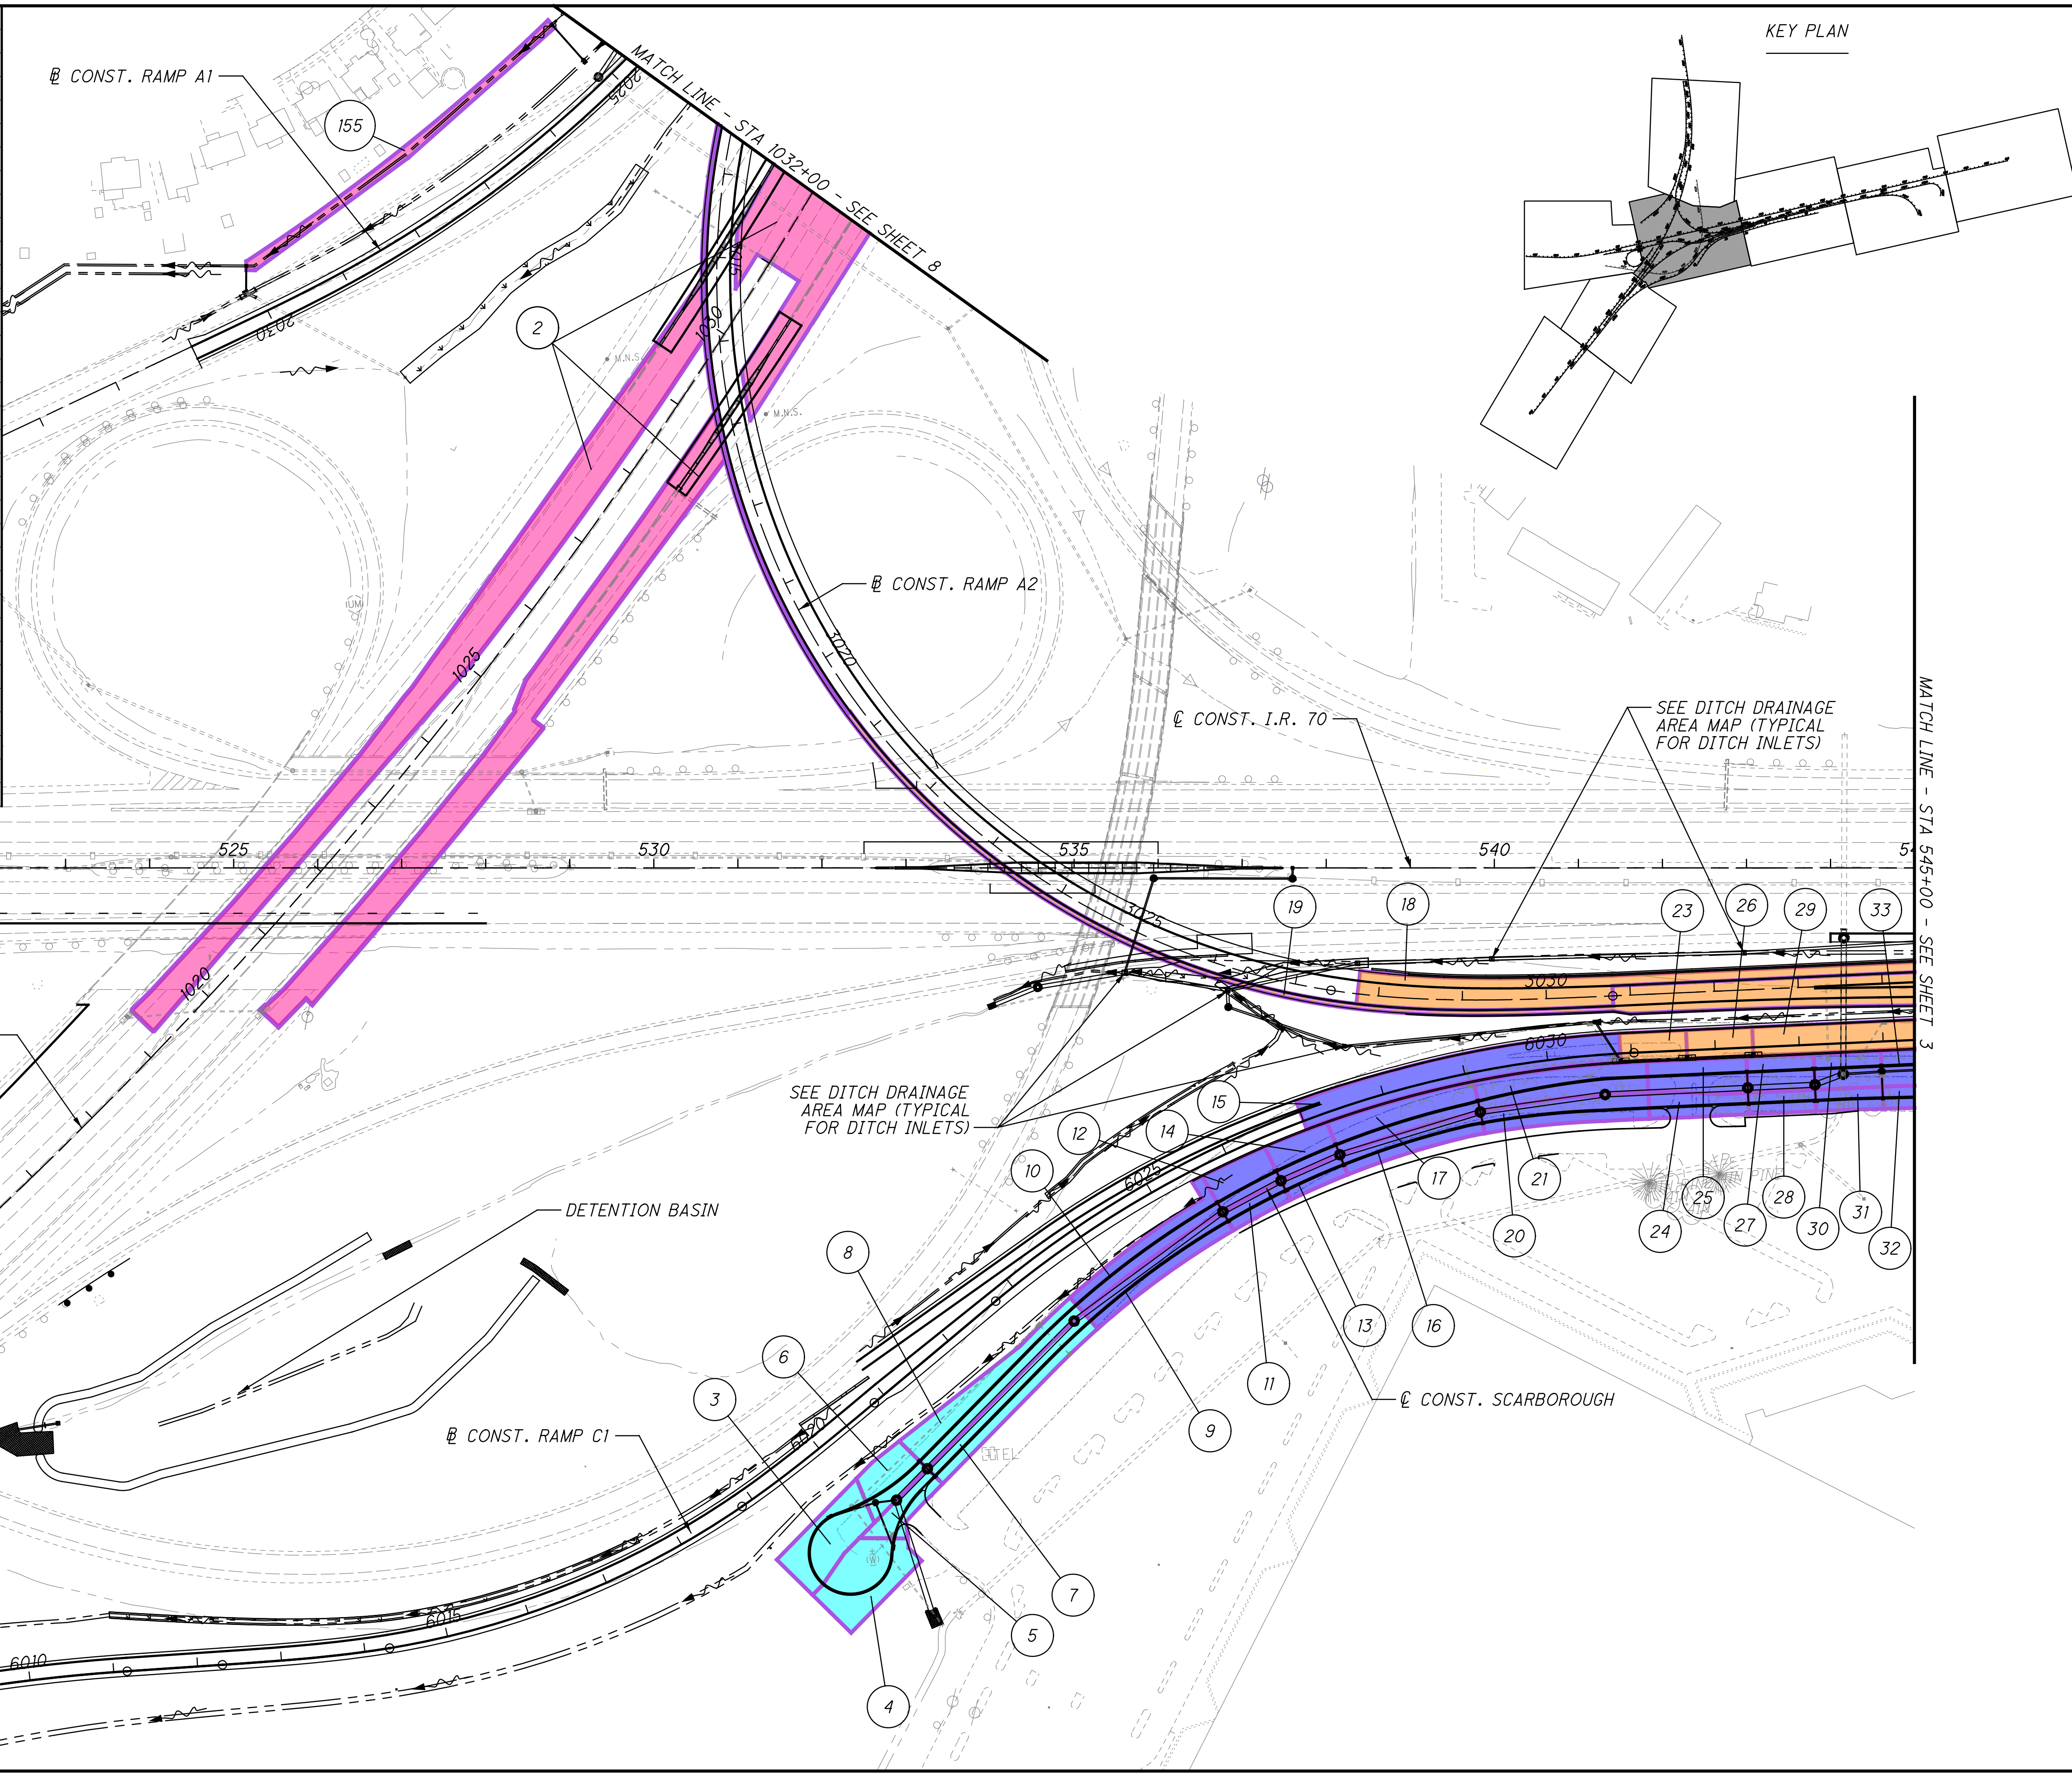 KEY PLAN
℄ CONST. RAMP A1
155
2025
MATCH LINE - STA 1032+00 - SEE SHEET 8
2030
2
1015
1030
M.N.S.
M.N.S.
(UM)
℄ CONST. RAMP A2
3020
1025
℄ CONST. I.R. 70
SEE DITCH DRAINAGE
AREA MAP (TYPICAL
FOR DITCH INLETS)
MATCH LINE - STA 545+00 - SEE SHEET 3
525
530
535
540
54
3025
19
18
23
26
29
33
1020
3030
6030
SEE DITCH DRAINAGE
AREA MAP (TYPICAL
FOR DITCH INLETS)
15
12
14
10
6025
17
21
25
28
24
27
30
31
20
32
DETENTION BASIN
8
13
16
6
11
3
℄ CONST. SCARBOROUGH
9
℄ CONST. RAMP C1
6020
TEL
(W)
7
6015
5
6010
4